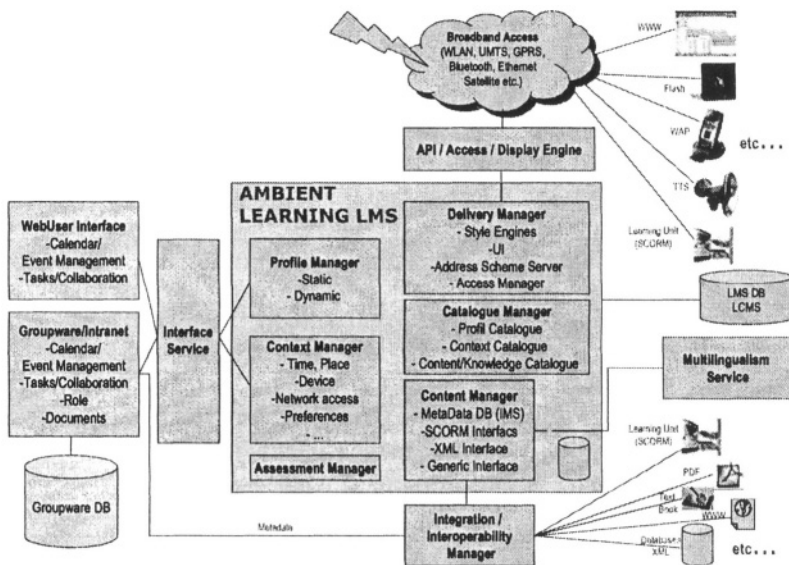 Broadband Access
(WLAN, UMTS, GPRS,
Bluetooth, Ethernet
Satellite etc.)
WWW
Flash
WAP
etc...
TTS
Learning Unit
(SCORM)
API / Access / Display Engine
AMBIENT
LEARNING LMS
WebUser Interface
-Calendar/
Event Management
-Tasks/Collaboration
Groupware/Intranet
-Calendar/
Event Management
-Tasks/Collaboration
-Role
-Documents
Groupware DB
Interface
Service
Profile Manager
-Static
- Dynamic
Context Manager
- Time, Place
-Device
-Network access
-Preferences
- ...
Assessment Manager
Delivery Manager
- Style Engines
- UI
- Address Scheme Server
- Access Manager
Catalogue Manager
- Profil Catalogue
- Context Catalogue
- Content/Knowledge Catalogue
Content Manager
- MetaData DB (IMS)
-SCORM Interfacs
-XML Interface
- Generic Interface
LMS DB
LCMS
Multilingualism
Service
Learning Unit
(SCORM)
PDF
Text
Book
WWW
Database/
XML
etc...
Metadata
Integration /
Interoperability
Manager